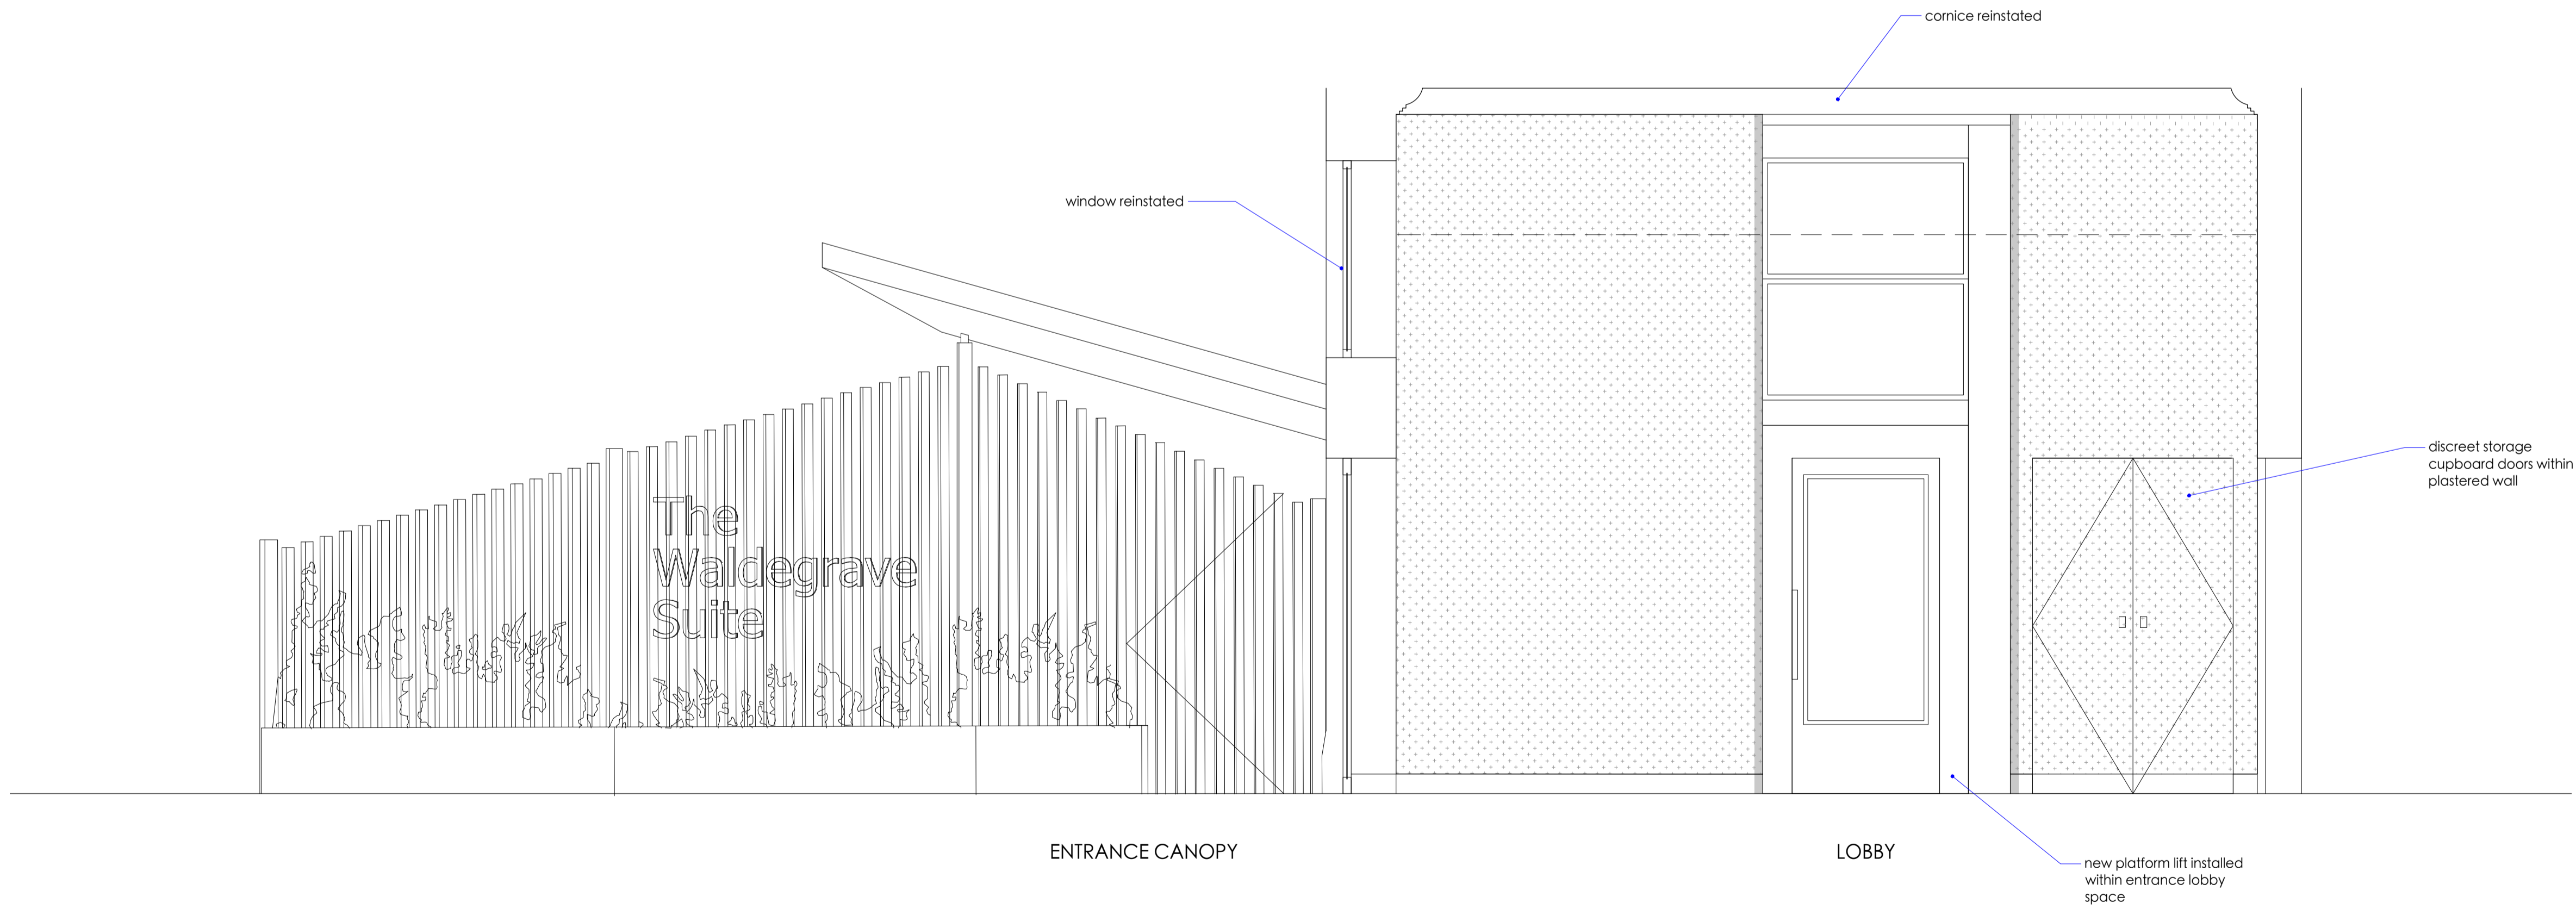 cornice reinstated
window reinstated
discreet storage
cupboard doors within
plastered wall
The
Waldegrave
Suite
ENTRANCE CANOPY
LOBBY
new platform lift installed
within entrance lobby
space